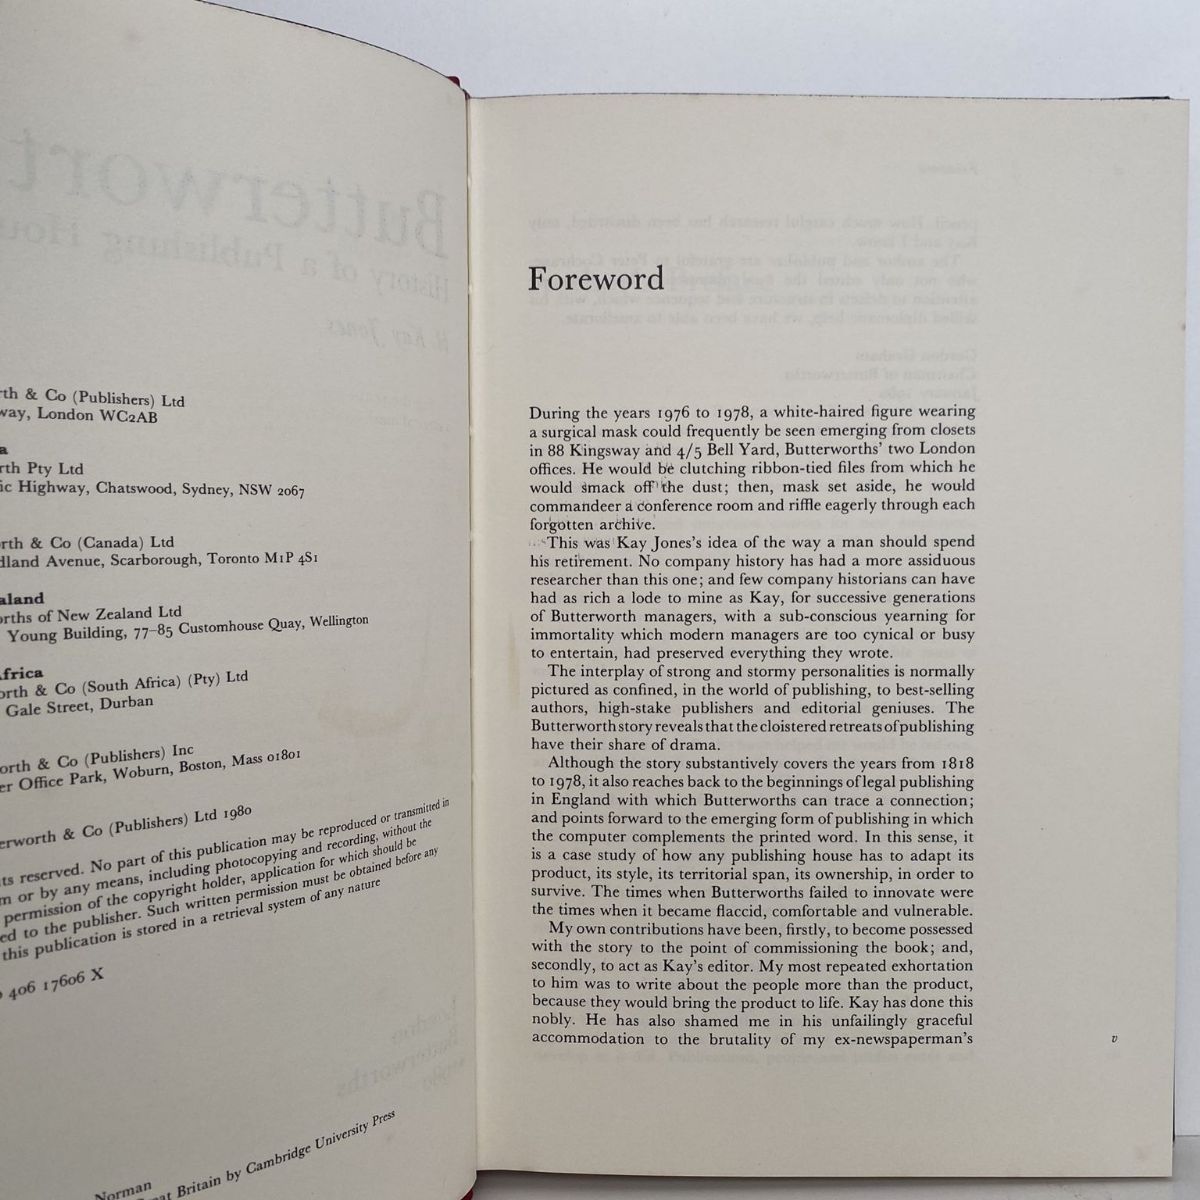 rth & Co (Publishers) Ltd
way, London WC2AB
a
rth Pty Ltd
ic Highway, Chatswood, Sydney, NSW 2067
rth & Co (Canada) Ltd
dland Avenue, Scarborough, Toronto M1P 4S1
aland
orths of New Zealand Ltd
Young Building, 77–85 Customhouse Quay, Wellington
Africa
orth & Co (South Africa) (Pty) Ltd
Gale Street, Durban
orth & Co (Publishers) Inc
er Office Park, Woburn, Boston, Mass 01801
erworth & Co (Publishers) Ltd 1980
ts reserved. No part of this publication may be reproduced or transmitted in
m or by any means, including photocopying and recording, without the
permission of the copyright holder, application for which should be
ed to the publisher. Such written permission must be obtained before any
this publication is stored in a retrieval system of any nature
406 17606 X
Norman
Great Britain by Cambridge University Press
Foreword
During the years 1976 to 1978, a white-haired figure wearing
a surgical mask could frequently be seen emerging from closets
in 88 Kingsway and 4/5 Bell Yard, Butterworths' two London
offices. He would be clutching ribbon-tied files from which he
would smack off the dust; then, mask set aside, he would
commandeer a conference room and riffle eagerly through each
forgotten archive.
This was Kay Jones's idea of the way a man should spend
his retirement. No company history has had a more assiduous
researcher than this one; and few company historians can have
had as rich a lode to mine as Kay, for successive generations
of Butterworth managers, with a sub-conscious yearning for
immortality which modern managers are too cynical or busy
to entertain, had preserved everything they wrote.
The interplay of strong and stormy personalities is normally
pictured as confined, in the world of publishing, to best-selling
authors, high-stake publishers and editorial geniuses. The
Butterworth story reveals that the cloistered retreats of publishing
have their share of drama.
Although the story substantively covers the years from 1818
to 1978, it also reaches back to the beginnings of legal publishing
in England with which Butterworths can trace a connection;
and points forward to the emerging form of publishing in which
the computer complements the printed word. In this sense, it
is a case study of how any publishing house has to adapt its
product, its style, its territorial span, its ownership, in order to
survive. The times when Butterworths failed to innovate were
the times when it became flaccid, comfortable and vulnerable.
My own contributions have been, firstly, to become possessed
with the story to the point of commissioning the book; and,
secondly, to act as Kay's editor. My most repeated exhortation
to him was to write about the people more than the product,
because they would bring the product to life. Kay has done this
nobly. He has also shamed me in his unfailingly graceful
accommodation to the brutality of my ex-newspaperman's
v